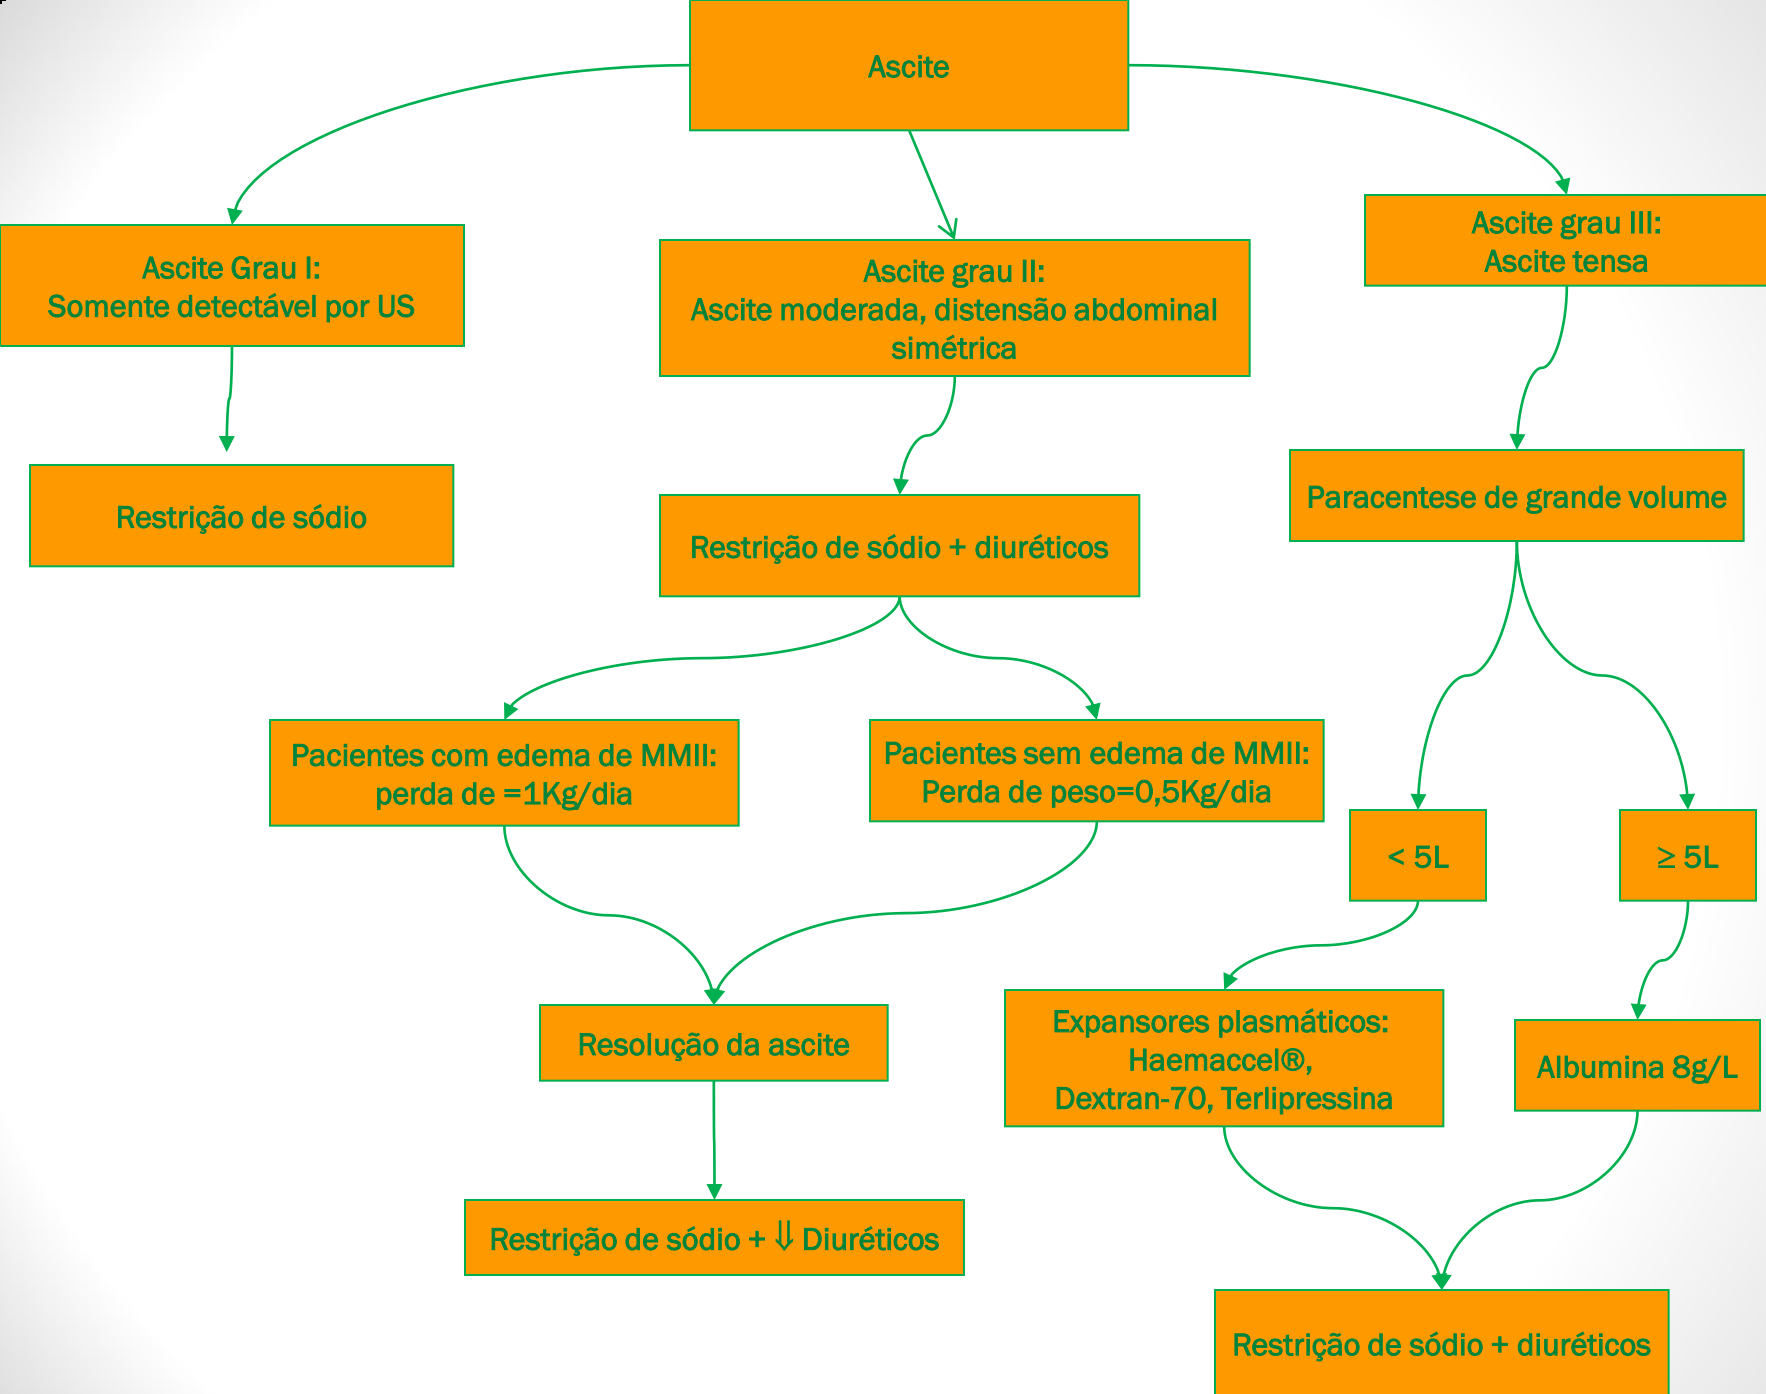 Ascite
Ascite Grau I:
Somente detectável por US
Ascite grau II:
Ascite moderada, distensão abdominal
simétrica
Ascite grau III:
Ascite tensa
Restrição de sódio
Restrição de sódio + diuréticos
Paracentese de grande volume
Pacientes com edema de MMII:
perda de =1Kg/dia
Pacientes sem edema de MMII:
Perda de peso=0,5Kg/dia
< 5L
≥ 5L
Resolução da ascite
Expansores plasmáticos:
Haemaccel®,
Dextran-70, Terlipressina
Albumina 8g/L
Restrição de sódio + ⇓ Diuréticos
Restrição de sódio + diuréticos